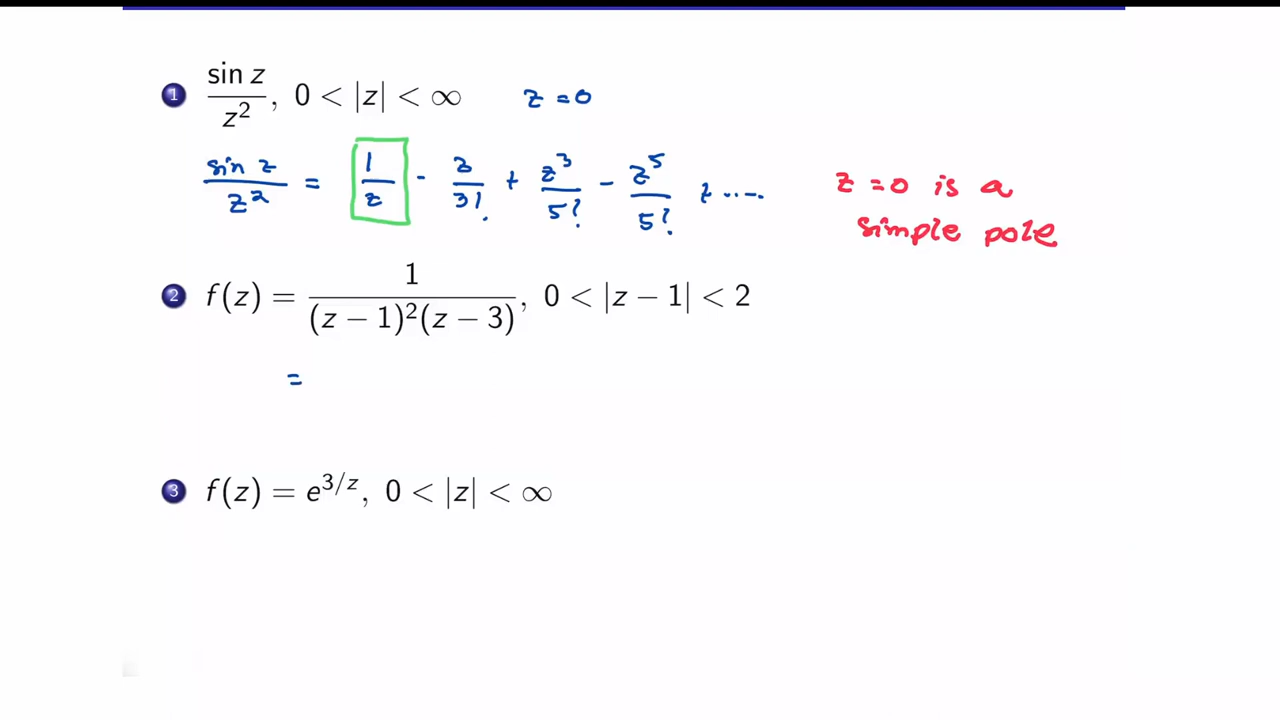 1 sin z / z², 0 < |z| < ∞ z = 0
sin z / z² = 1/z - z/3! + z³/5! - z⁵/5! + ....
z = 0 is a
simple pole
2 f(z) = 1 / (z − 1)²(z − 3), 0 < |z − 1| < 2
=
3 f(z) = e^{3/z}, 0 < |z| < ∞